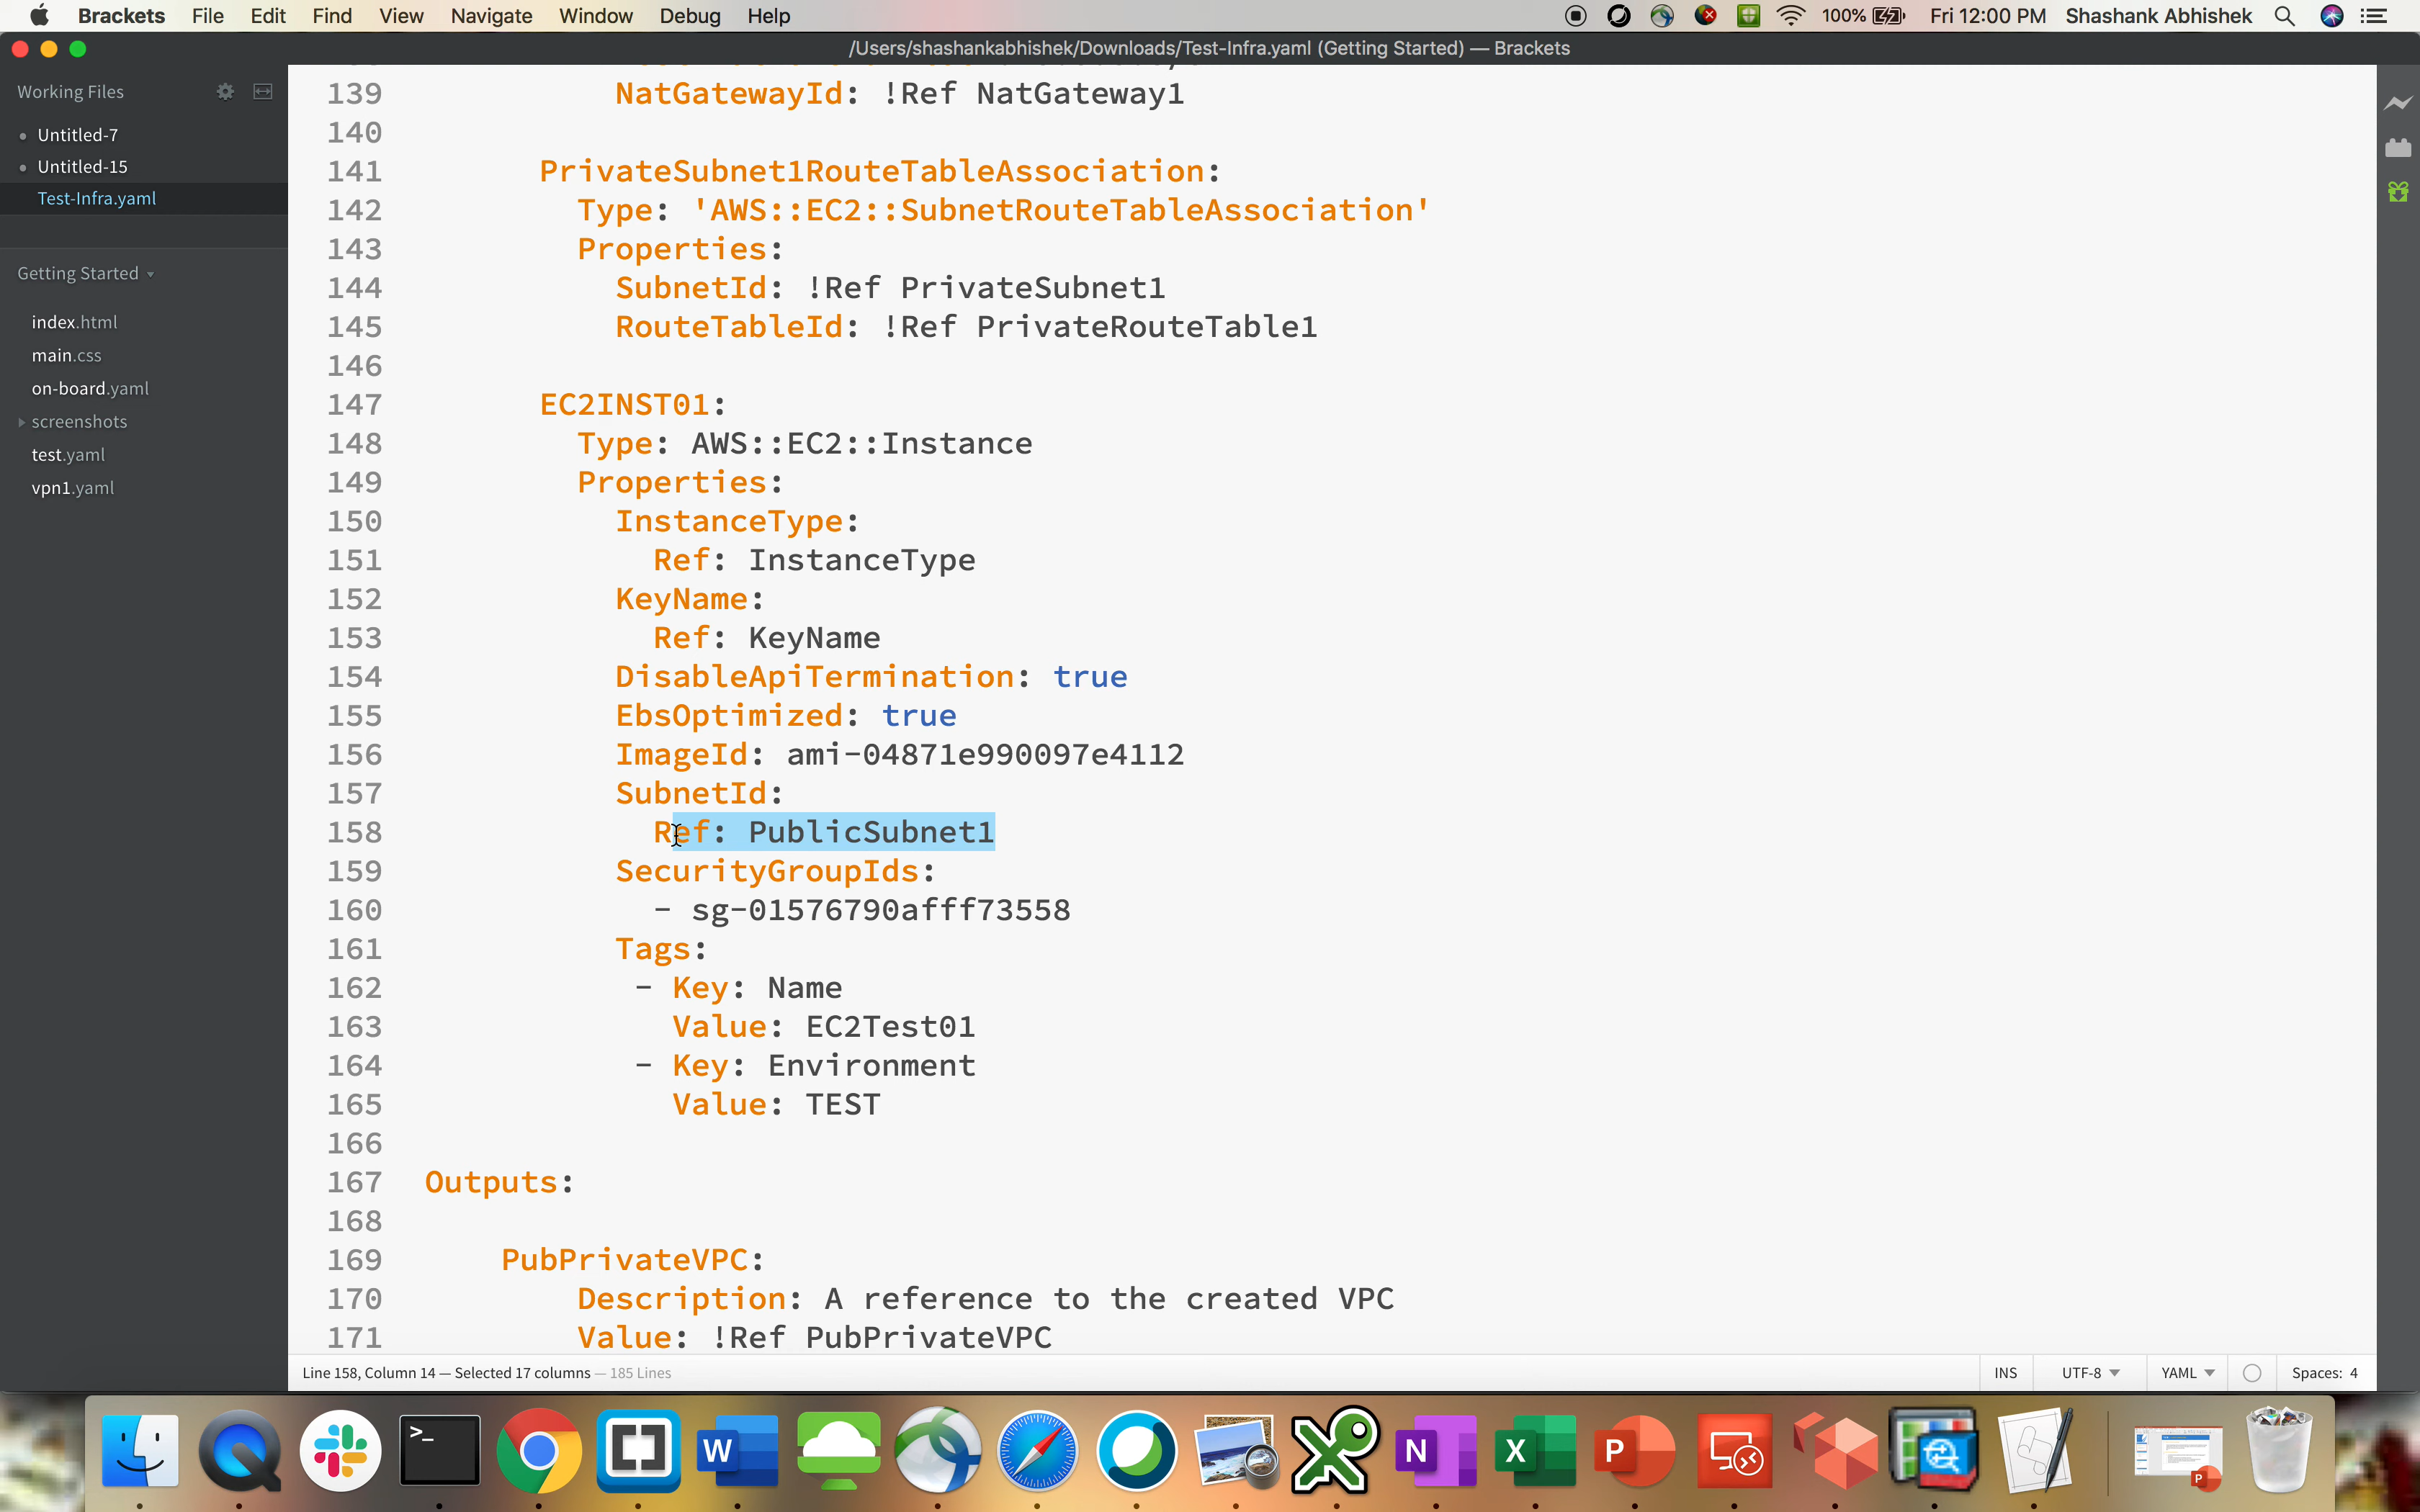 Brackets File Edit Find View Navigate Window Debug Help 100% Fri 12:00 PM Shashank Abhishek
/Users/shashankabhishek/Downloads/Test-Infra.yaml (Getting Started) — Brackets
Working Files
• Untitled-7
• Untitled-15
Test-Infra.yaml
Getting Started
index.html
main.css
on-board.yaml
screenshots
test.yaml
vpn1.yaml
139 NatGatewayId: !Ref NatGateway1
140
141 PrivateSubnet1RouteTableAssociation:
142 Type: 'AWS::EC2::SubnetRouteTableAssociation'
143 Properties:
144 SubnetId: !Ref PrivateSubnet1
145 RouteTableId: !Ref PrivateRouteTable1
146
147 EC2INST01:
148 Type: AWS::EC2::Instance
149 Properties:
150 InstanceType:
151 Ref: InstanceType
152 KeyName:
153 Ref: KeyName
154 DisableApiTermination: true
155 EbsOptimized: true
156 ImageId: ami-04871e990097e4112
157 SubnetId:
158 Ref: PublicSubnet1
159 SecurityGroupIds:
160 - sg-01576790afff73558
161 Tags:
162 - Key: Name
163 Value: EC2Test01
164 - Key: Environment
165 Value: TEST
166
167 Outputs:
168
169 PubPrivateVPC:
170 Description: A reference to the created VPC
171 Value: !Ref PubPrivateVPC
Line 158, Column 14 — Selected 17 columns — 185 Lines INS UTF-8 YAML Spaces: 4
>_ W N X P P